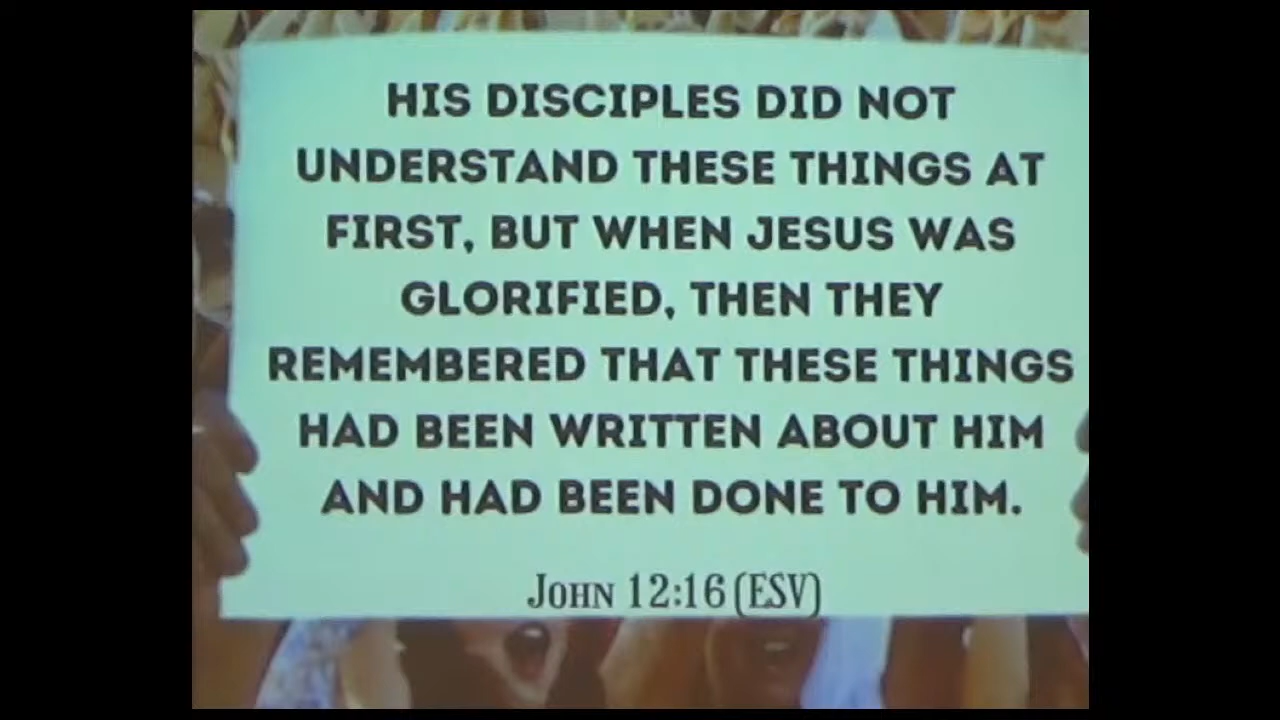 HIS DISCIPLES DID NOT
UNDERSTAND THESE THINGS AT
FIRST, BUT WHEN JESUS WAS
GLORIFIED, THEN THEY
REMEMBERED THAT THESE THINGS
HAD BEEN WRITTEN ABOUT HIM
AND HAD BEEN DONE TO HIM.
JOHN 12:16 (ESV)